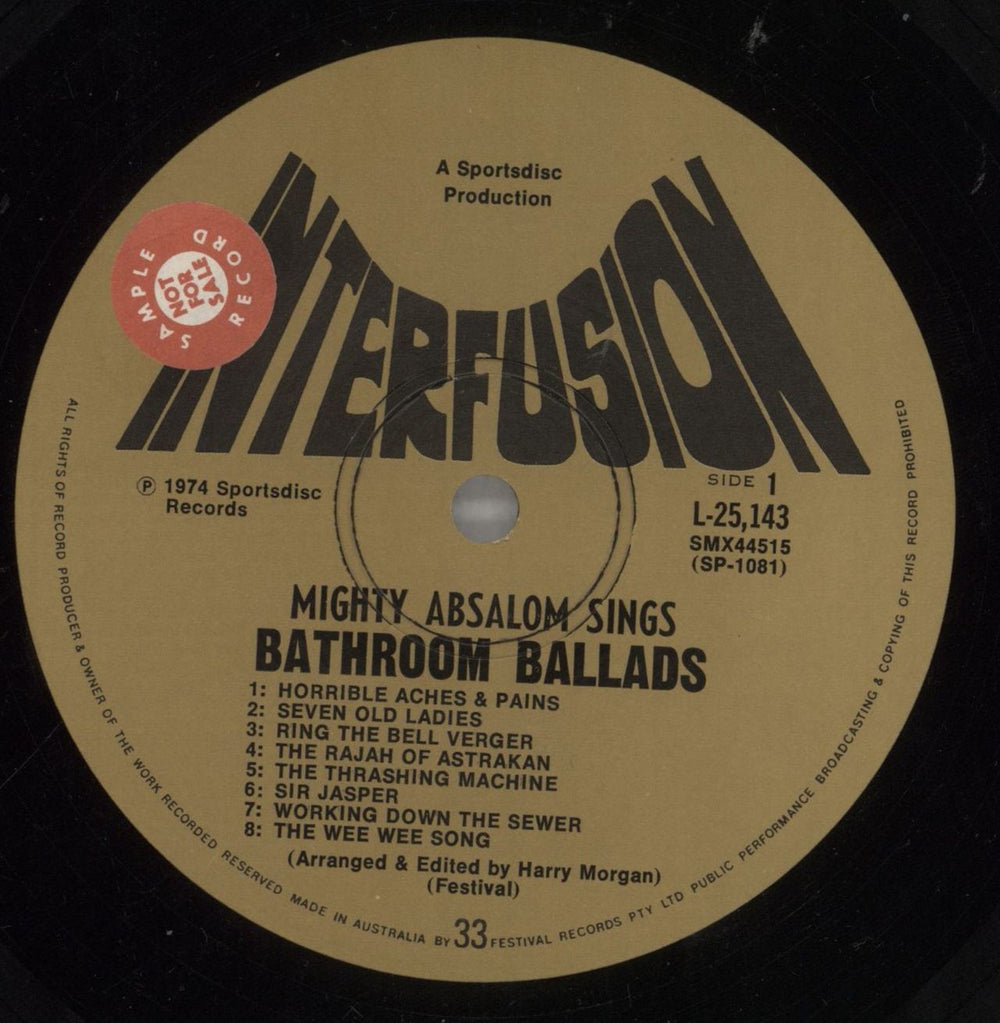 A Sportsdisc
Production
INTERFUSION
SAMPLE RECORD
NOT
FOR
SALE
℗ 1974 Sportsdisc
Records
SIDE 1
L-25,143
SMX44515
(SP-1081)
MIGHTY ABSALOM SINGS
BATHROOM BALLADS
1: HORRIBLE ACHES & PAINS
2: SEVEN OLD LADIES
3: RING THE BELL VERGER
4: THE RAJAH OF ASTRAKAN
5: THE THRASHING MACHINE
6: SIR JASPER
7: WORKING DOWN THE SEWER
8: THE WEE WEE SONG
(Arranged & Edited by Harry Morgan)
(Festival)
33
ALL RIGHTS OF RECORD PRODUCER & OWNER OF THE WORK RECORDED RESERVED MADE IN AUSTRALIA BY FESTIVAL RECORDS PTY LTD PUBLIC PERFORMANCE BROADCASTING & COPYING OF THIS RECORD PROHIBITED